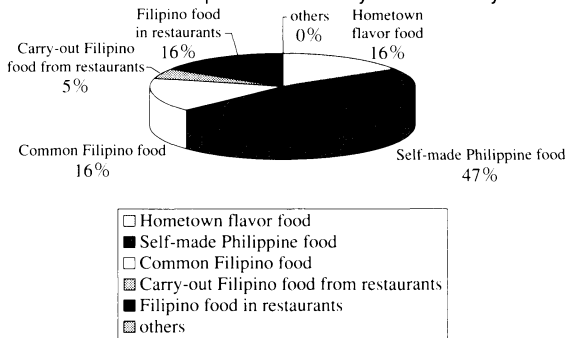 Filipino food
in restaurants
16%
others
0%
Hometown
flavor food
16%
Carry-out Filipino
food from restaurants
5%
Common Filipino food
16%
Self-made Philippine food
47%
Hometown flavor food
Self-made Philippine food
Common Filipino food
Carry-out Filipino food from restaurants
Filipino food in restaurants
others